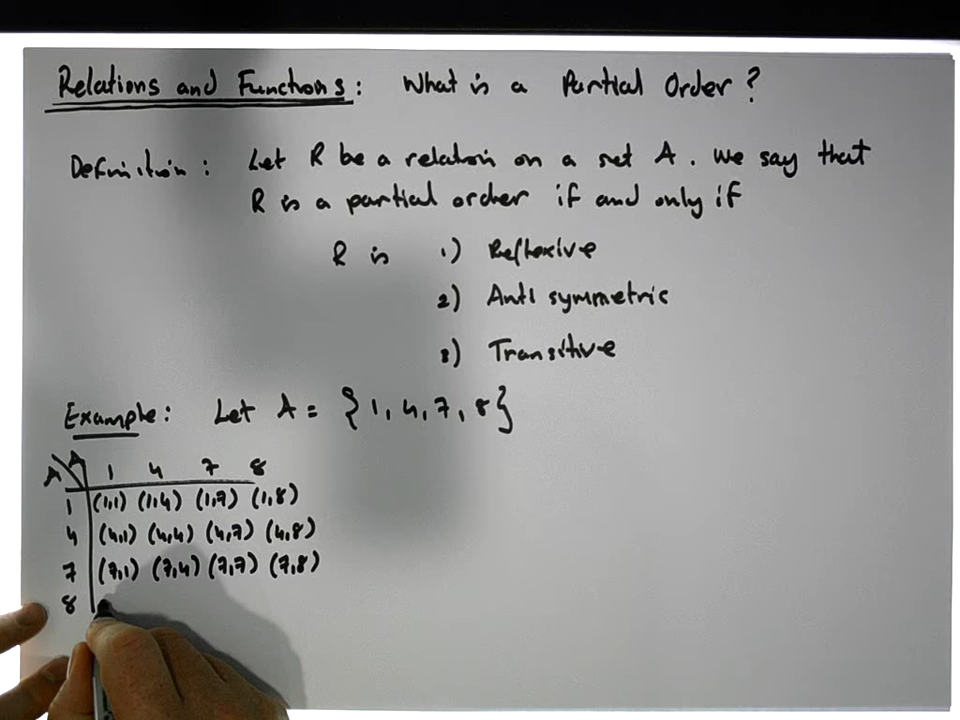 Relations and Functions: What is a Partial Order?
Definition: Let R be a relation on a set A. We say that
R is a partial order if and only if
R is 1) Reflexive
2) Anti symmetric
3) Transitive
Example: Let A = {1, 4, 7, 8}
A A 1 4 7 8
1 (1,1) (1,4) (1,7) (1,8)
4 (4,1) (4,4) (4,7) (4,8)
7 (7,1) (7,4) (7,7) (7,8)
8